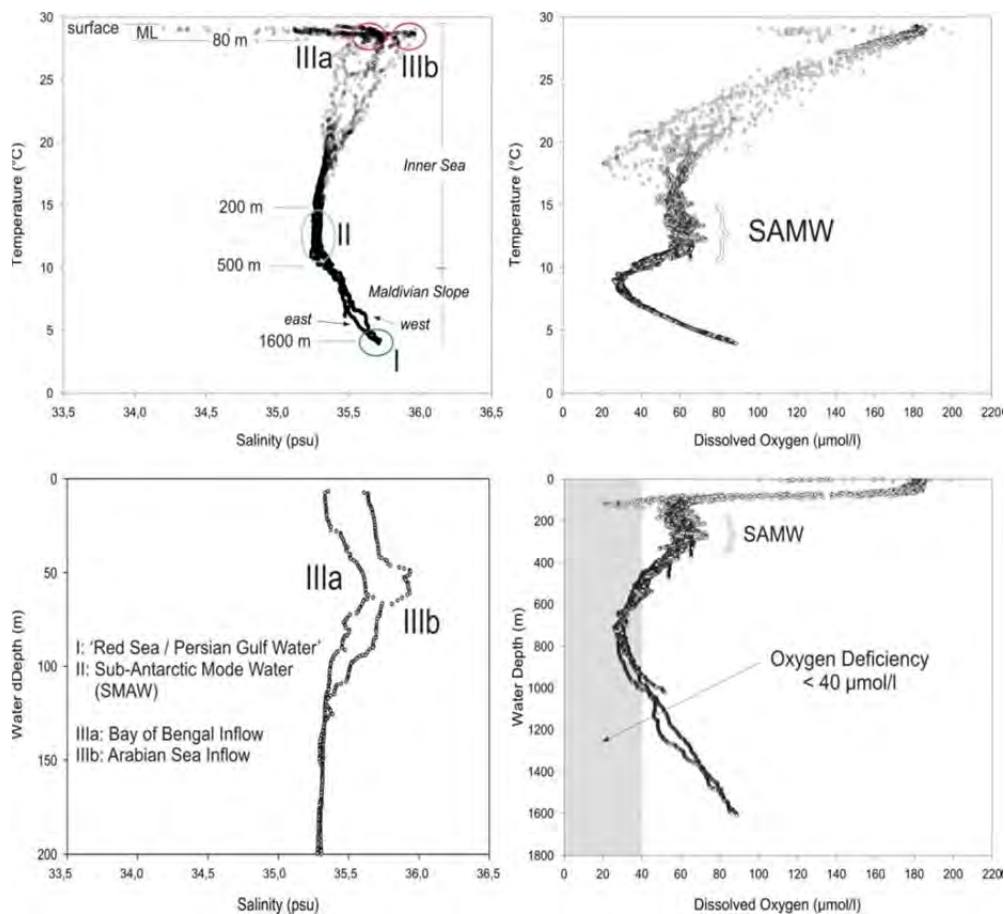 30
25
20
15
10
5
0
Temperature (°C)
surface
ML
80 m
IIIa
IIIb
Inner Sea
200 m
II
500 m
Maldivian Slope
east
west
1600 m
I
33,5
34,0
34,5
35,0
35,5
36,0
36,5
Salinity (psu)
30
25
20
15
10
5
0
Temperature (°C)
SAMW
0
20
40
60
80
100
120
140
160
180
200
2200
Dissolved Oxygen (µmol/l)
0
50
100
150
200
Water dDepth (m)
IIIa
IIIb
I: 'Red Sea / Persian Gulf Water'
II: Sub-Antarctic Mode Water
(SMAW)
IIIa: Bay of Bengal Inflow
IIIb: Arabian Sea Inflow
33,5
34,0
34,5
35,0
35,5
36,0
36,5
Salinity (psu)
0
200
400
600
800
1000
1200
1400
1600
1800
Water Depth (m)
SAMW
Oxygen Deficiency
< 40 µmol/l
0
20
40
60
80
100
120
140
160
180
200
220
Dissolved Oxygen (µmol/l)